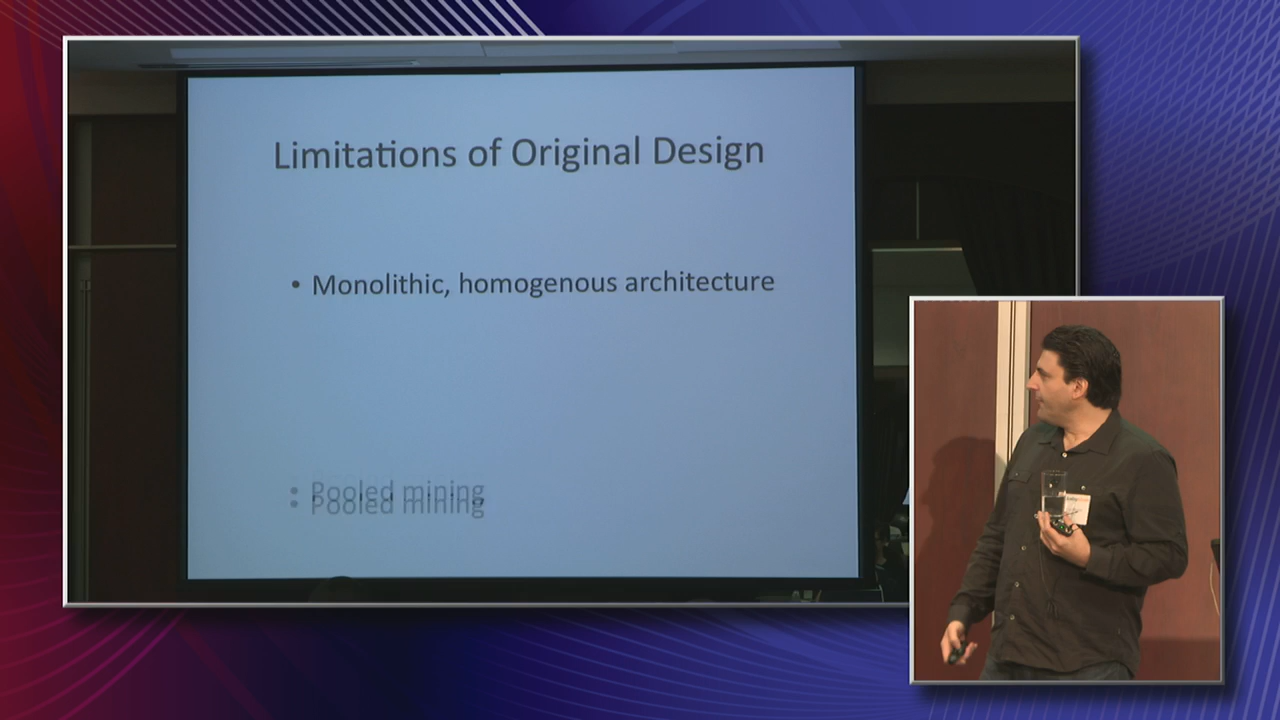 Limitations of Original Design
• Monolithic, homogenous architecture
• Pooled mining